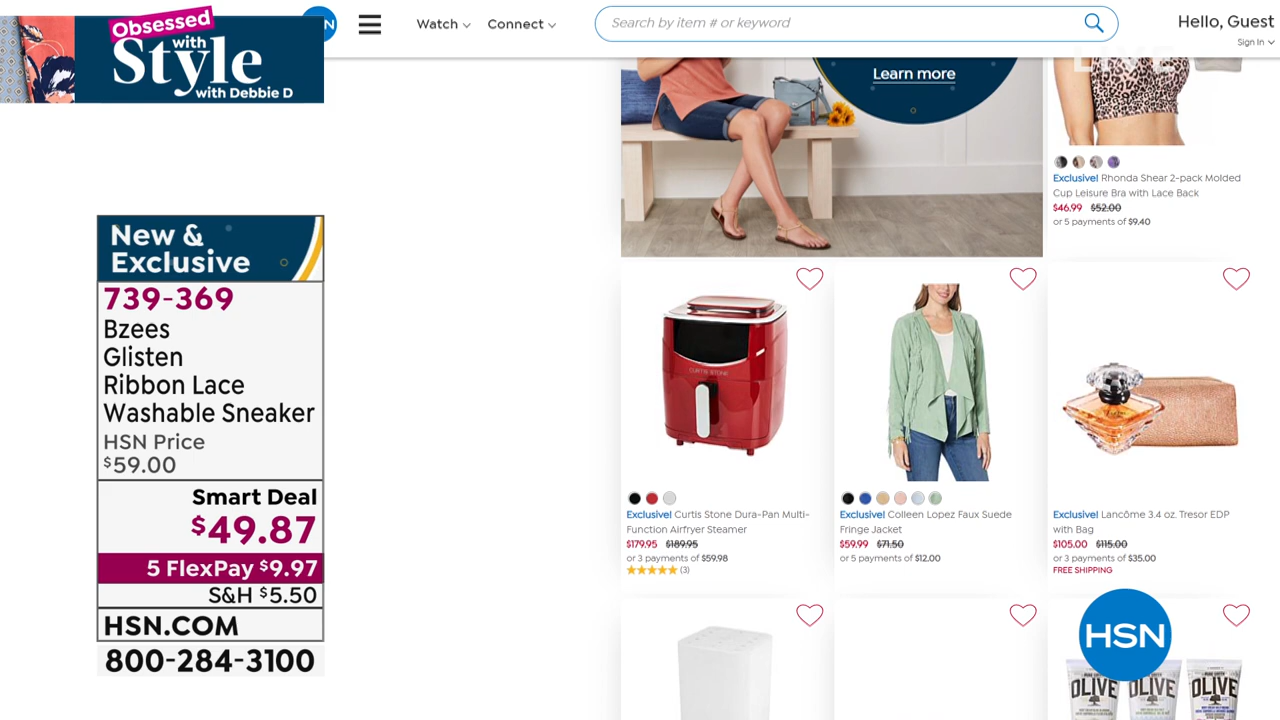 Obsessed
with
Style
with Debbie D
HSN
Watch
Connect
Search by item # or keyword
Hello, Guest
Sign In
LIVE
Learn more
Exclusive! Rhonda Shear 2-pack Molded
Cup Leisure Bra with Lace Back
$46.99 $52.00
or 5 payments of $9.40
New &
Exclusive
739-369
Bzees
Glisten
Ribbon Lace
Washable Sneaker
HSN Price
$59.00
Smart Deal
$49.87
5 FlexPay $9.97
S&H $5.50
HSN.COM
800-284-3100
CURTIS STONE
Exclusive! Curtis Stone Dura-Pan Multi-
Function Airfryer Steamer
$179.95 $189.95
or 3 payments of $59.98
(3)
Exclusive! Colleen Lopez Faux Suede
Fringe Jacket
$59.99 $71.50
or 5 payments of $12.00
Exclusive! Lancôme 3.4 oz. Tresor EDP
with Bag
$105.00 $115.00
or 3 payments of $35.00
FREE SHIPPING
HSN
OLIVE
OLIVE
OLIVE